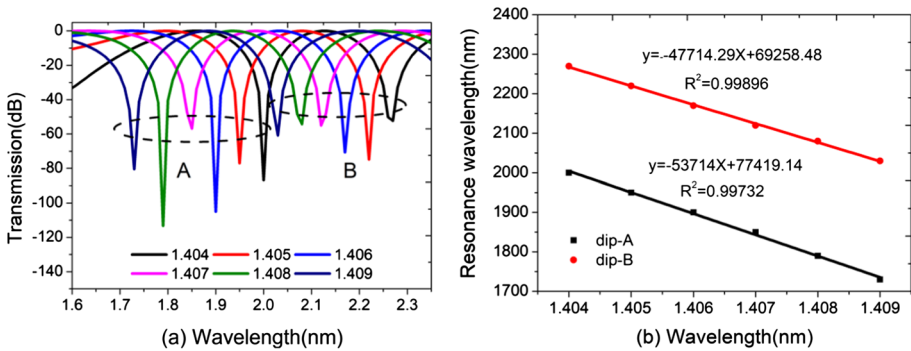 Transmission(dB)
0
-20
-40
-60
-80
-100
-120
-140
A
B
1.404 1.405 1.406
1.407 1.408 1.409
1.6 1.7 1.8 1.9 2.0 2.1 2.2 2.3
(a) Wavelength(nm)
Resonance wavelength(nm)
2400
2300
2200
2100
2000
1900
1800
1700
y=-47714.29X+69258.48
R²=0.99896
y=-53714X+77419.14
R²=0.99732
dip-A
dip-B
1.404 1.405 1.406 1.407 1.408 1.409
(b) Wavelength(nm)